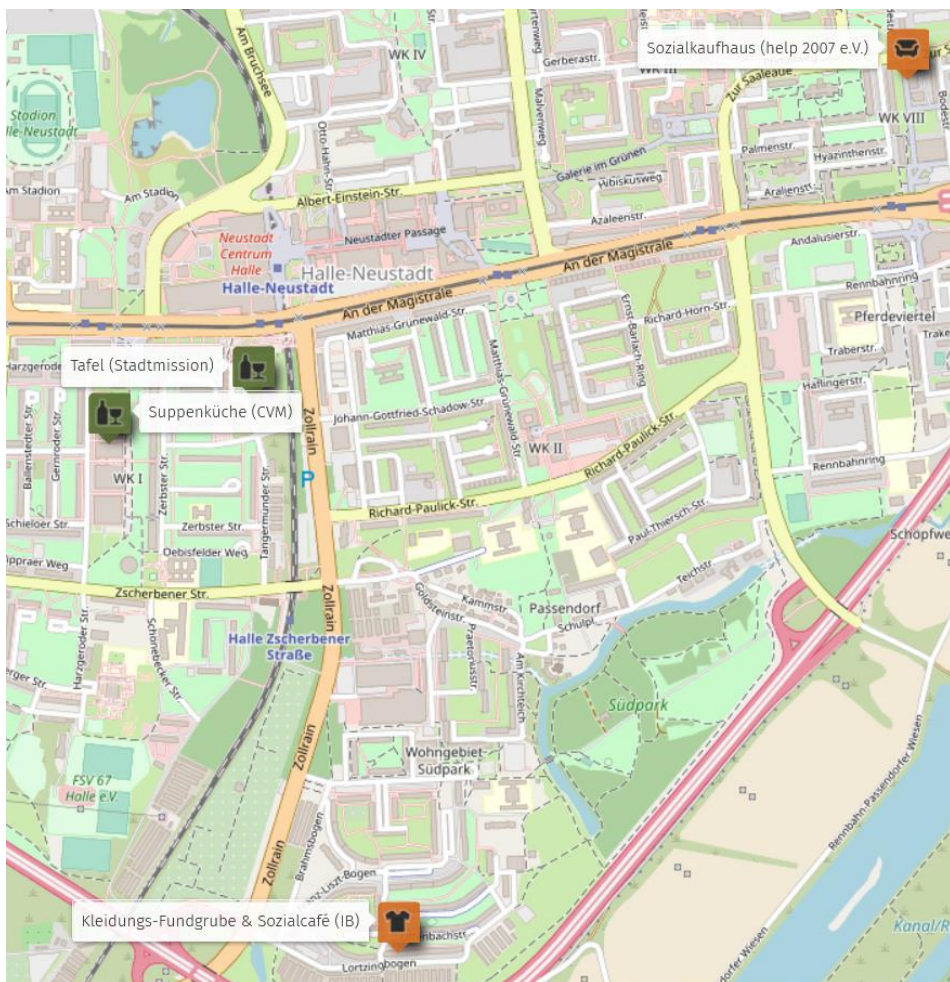 Sozialkaufhaus (help 2007 e.V.)
WK IV
Gerberastr.
WK III
Am Bruchsee
Malvenweg
Zur Saaleaue
WK VIII
Bodestr.
Stadion
Palmenstr.
Hyazinthenstr.
Otto-Hahn-Str.
Galerie im Grünen
Hibiskusweg
Am Stadion
Am Stadion
Albert-Einstein-Str.
Aralienstr.
Azaleenstr.
Neustadt
Centrum
Halle
Neustädter Passage
Andalusierstr.
Halle-Neustadt
Halle-Neustadt
An der Magistrale
An der Magistrale
Rennbahnring
Matthias-Grünewald-Str.
Ernst-Barlach-Ring
Richard-Horn-Str.
Pferdeviertel
Traberstr.
Tafel (Stadtmission)
Matthias-Grünewald-Str.
Haflingerstr.
Suppenküche (CVM)
Johann-Gottfried-Schadow-Str.
Zollrain
Ballenstedter Str.
Gernroder Str.
WK II
Richard-Paulick-Str.
Rennbahnring
WK I
Zerbster Str.
P
Tangermünder Str.
Richard-Paulick-Str.
Schieloer Str.
Zerbster Str.
Paul-Thiersch-Str.
Oebisfelder Weg
Teichstr
Zscherbener Str.
Zollrain
Goldsteinstr.
Kammstr
Passendorf
Schulpl.
Halle Zscherbener
Straße
Harzgeroder Str.
Schönebecker Str.
Praetoriusstr.
Am Kirchteich
Südpark
Zollrain
Wohngebiet
Südpark
FSV 67
Halle e.V.
Rennbahn-Passendorfer Wiesen
Brahmsbogen
Zollrain
Kleidungs-Fundgrube & Sozialcafé (IB)
Lortzingbogen
Kanal/R